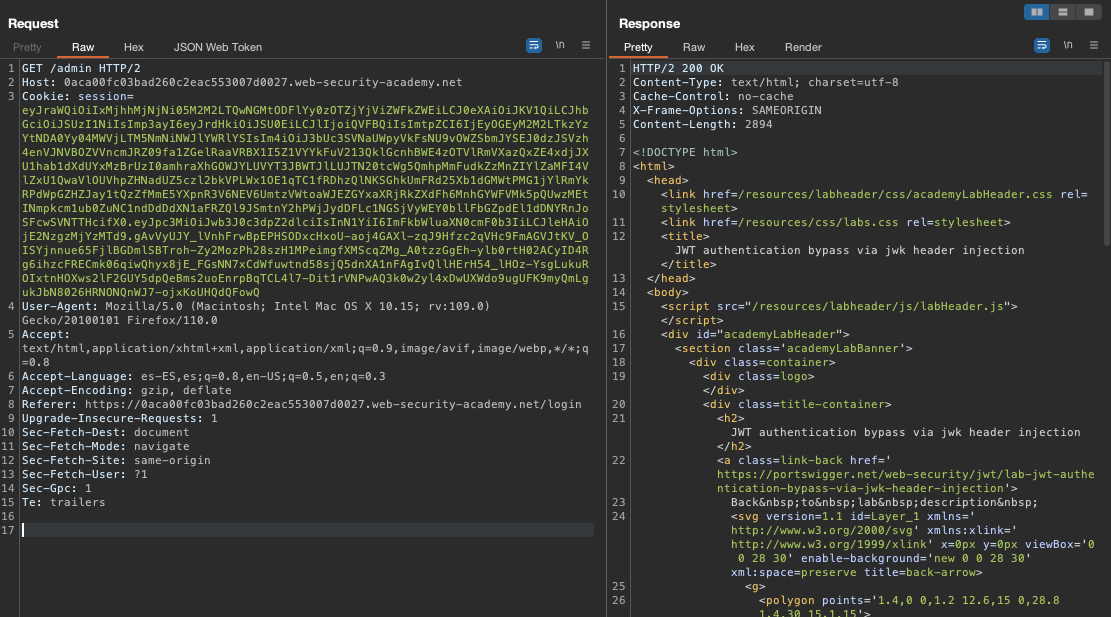 Request
Pretty
Raw
Hex
JSON Web Token
\n
1 GET /admin HTTP/2
2 Host: 0aca00fc03bad260c2eac553007d0027.web-security-academy.net
3 Cookie: session=
4 User-Agent: Mozilla/5.0 (Macintosh; Intel Mac OS X 10.15; rv:109.0)
Gecko/20100101 Firefox/110.0
5 Accept:
text/html,application/xhtml+xml,application/xml;q=0.9,image/avif,image/webp,*/*;q
=0.8
6 Accept-Language: es-ES,es;q=0.8,en-US;q=0.5,en;q=0.3
7 Accept-Encoding: gzip, deflate
8 Referer: https://0aca00fc03bad260c2eac553007d0027.web-security-academy.net/login
9 Upgrade-Insecure-Requests: 1
10 Sec-Fetch-Dest: document
11 Sec-Fetch-Mode: navigate
12 Sec-Fetch-Site: same-origin
13 Sec-Fetch-User: ?1
14 Sec-Gpc: 1
15 Te: trailers
16
17
Response
Pretty
Raw
Hex
Render
\n
1 HTTP/2 200 OK
2 Content-Type: text/html; charset=utf-8
3 Cache-Control: no-cache
4 X-Frame-Options: SAMEORIGIN
5 Content-Length: 2894
6
7 <!DOCTYPE html>
8 <html>
9 <head>
10 <link href=/resources/labheader/css/academyLabHeader.css rel=
stylesheet>
11 <link href=/resources/css/labs.css rel=stylesheet>
12 <title>
JWT authentication bypass via jwk header injection
</title>
13 </head>
14 <body>
15 <script src="/resources/labheader/js/labHeader.js">
</script>
16 <div id="academyLabHeader">
17 <section class='academyLabBanner'>
18 <div class=container>
19 <div class=logo>
</div>
20 <div class=title-container>
21 <h2>
JWT authentication bypass via jwk header injection
</h2>
22 <a class=link-back href='
https://portswigger.net/web-security/jwt/lab-jwt-authe
ntication-bypass-via-jwk-header-injection'>
23 Back&nbsp;to&nbsp;lab&nbsp;description&nbsp;
24 <svg version=1.1 id=Layer_1 xmlns='
http://www.w3.org/2000/svg' xmlns:xlink='
http://www.w3.org/1999/xlink' x=0px y=0px viewBox='0
0 28 30' enable-background='new 0 0 28 30'
xml:space=preserve title=back-arrow>
25 <g>
26 <polygon points='1.4,0 0,1.2 12.6,15 0,28.8
1.4,30 15.1,15'>